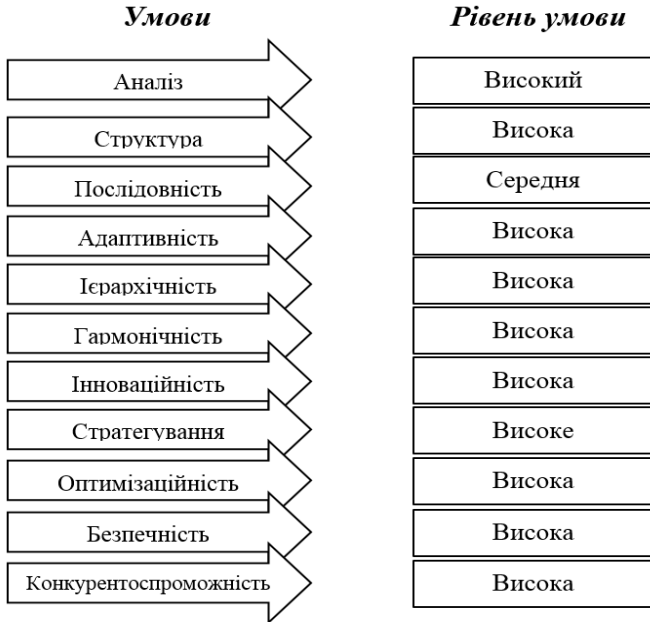 Умови Рівень умови
Аналіз Високий
Структура Висока
Послідовність Середня
Адаптивність Висока
Ієрархічність Висока
Гармонічність Висока
Інноваційність Висока
Стратегування Високе
Оптимізаційність Висока
Безпечність Висока
Конкурентоспроможність Висока